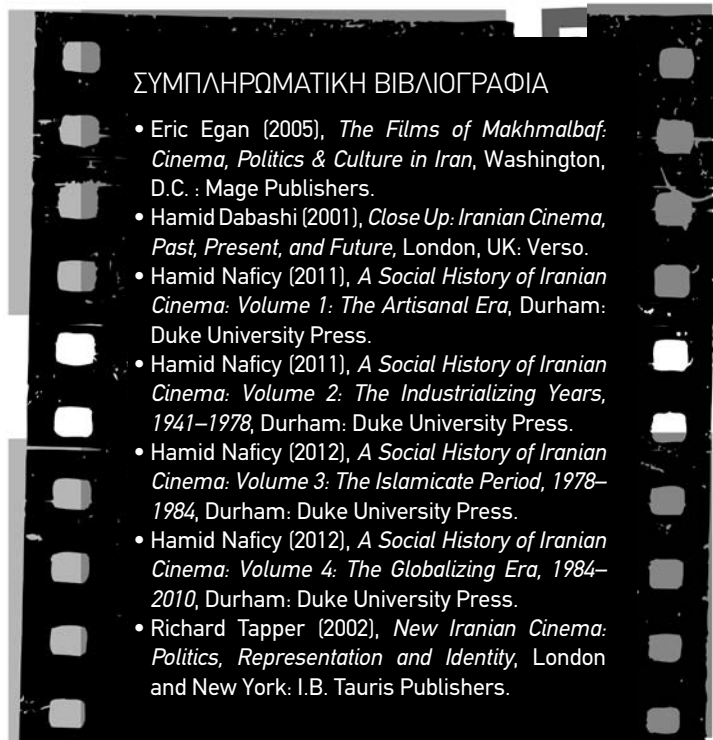 ΣΥΜΠΛΗΡΩΜΑΤΙΚΗ ΒΙΒΛΙΟΓΡΑΦΙΑ
• Eric Egan (2005), The Films of Makhmalbaf:
Cinema, Politics & Culture in Iran, Washington,
D.C. : Mage Publishers.
• Hamid Dabashi (2001), Close Up: Iranian Cinema,
Past, Present, and Future, London, UK: Verso.
• Hamid Naficy (2011), A Social History of Iranian
Cinema: Volume 1: The Artisanal Era, Durham:
Duke University Press.
• Hamid Naficy (2011), A Social History of Iranian
Cinema: Volume 2: The Industrializing Years,
1941–1978, Durham: Duke University Press.
• Hamid Naficy (2012), A Social History of Iranian
Cinema: Volume 3: The Islamicate Period, 1978–
1984, Durham: Duke University Press.
• Hamid Naficy (2012), A Social History of Iranian
Cinema: Volume 4: The Globalizing Era, 1984–
2010, Durham: Duke University Press.
• Richard Tapper (2002), New Iranian Cinema:
Politics, Representation and Identity, London
and New York: I.B. Tauris Publishers.